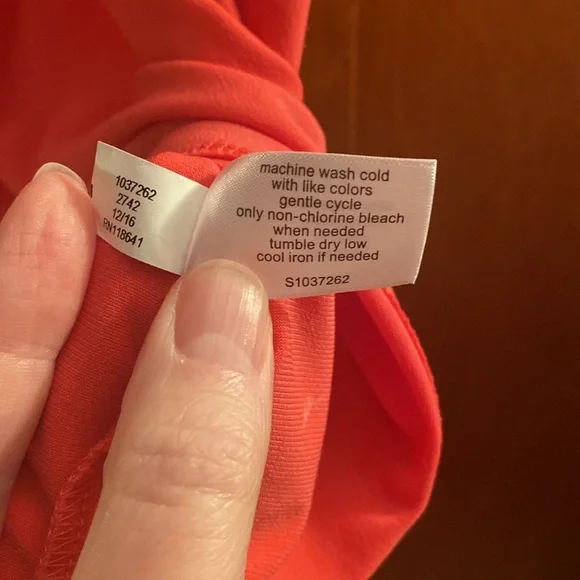 1037262
2742
12/16
RN118641
machine wash cold
with like colors
gentle cycle
only non-chlorine bleach
when needed
tumble dry low
cool iron if needed
S1037262